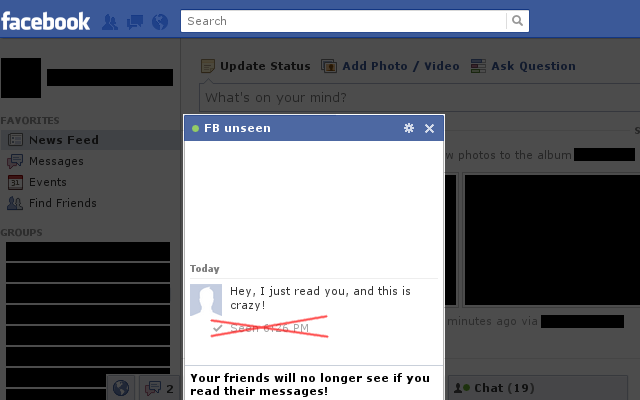 facebook
Search
Update Status
Add Photo / Video
Ask Question
What's on your mind?
FAVORITES
News Feed
Messages
31
Events
Find Friends
GROUPS
FB unseen
photos to the album
Today
Hey, I just read you, and this is
crazy!
Seen 6:26 PM
minutes ago via
Your friends will no longer see if you
read their messages!
2
Chat (19)